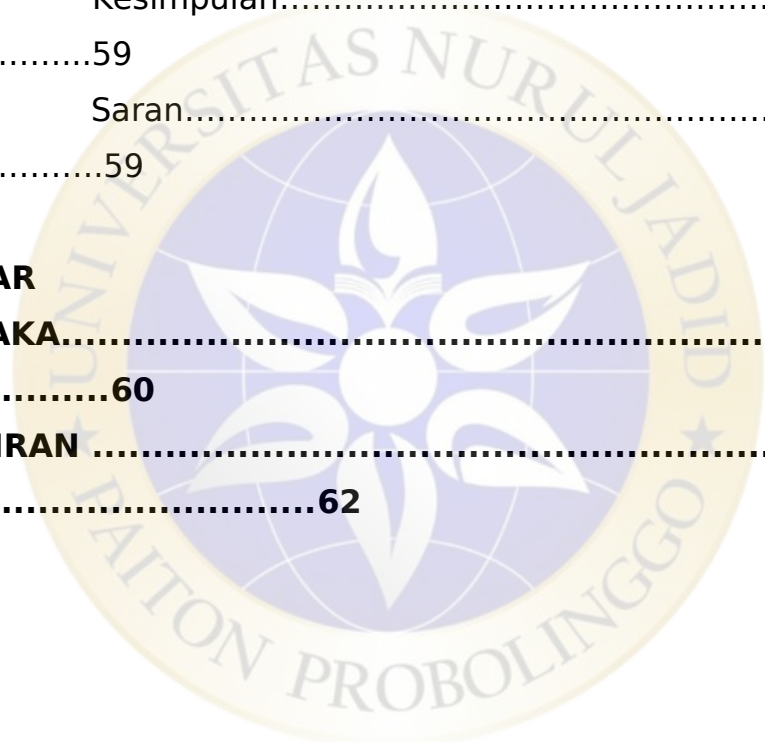 Kesimpulan..........................................................
.........59
Saran..........................................................
..........59
AR
AKA..........................................................
.........60
IRAN ..........................................................
..........................62
UNIVERSITAS NURUL JADID
PAITON PROBOLINGGO